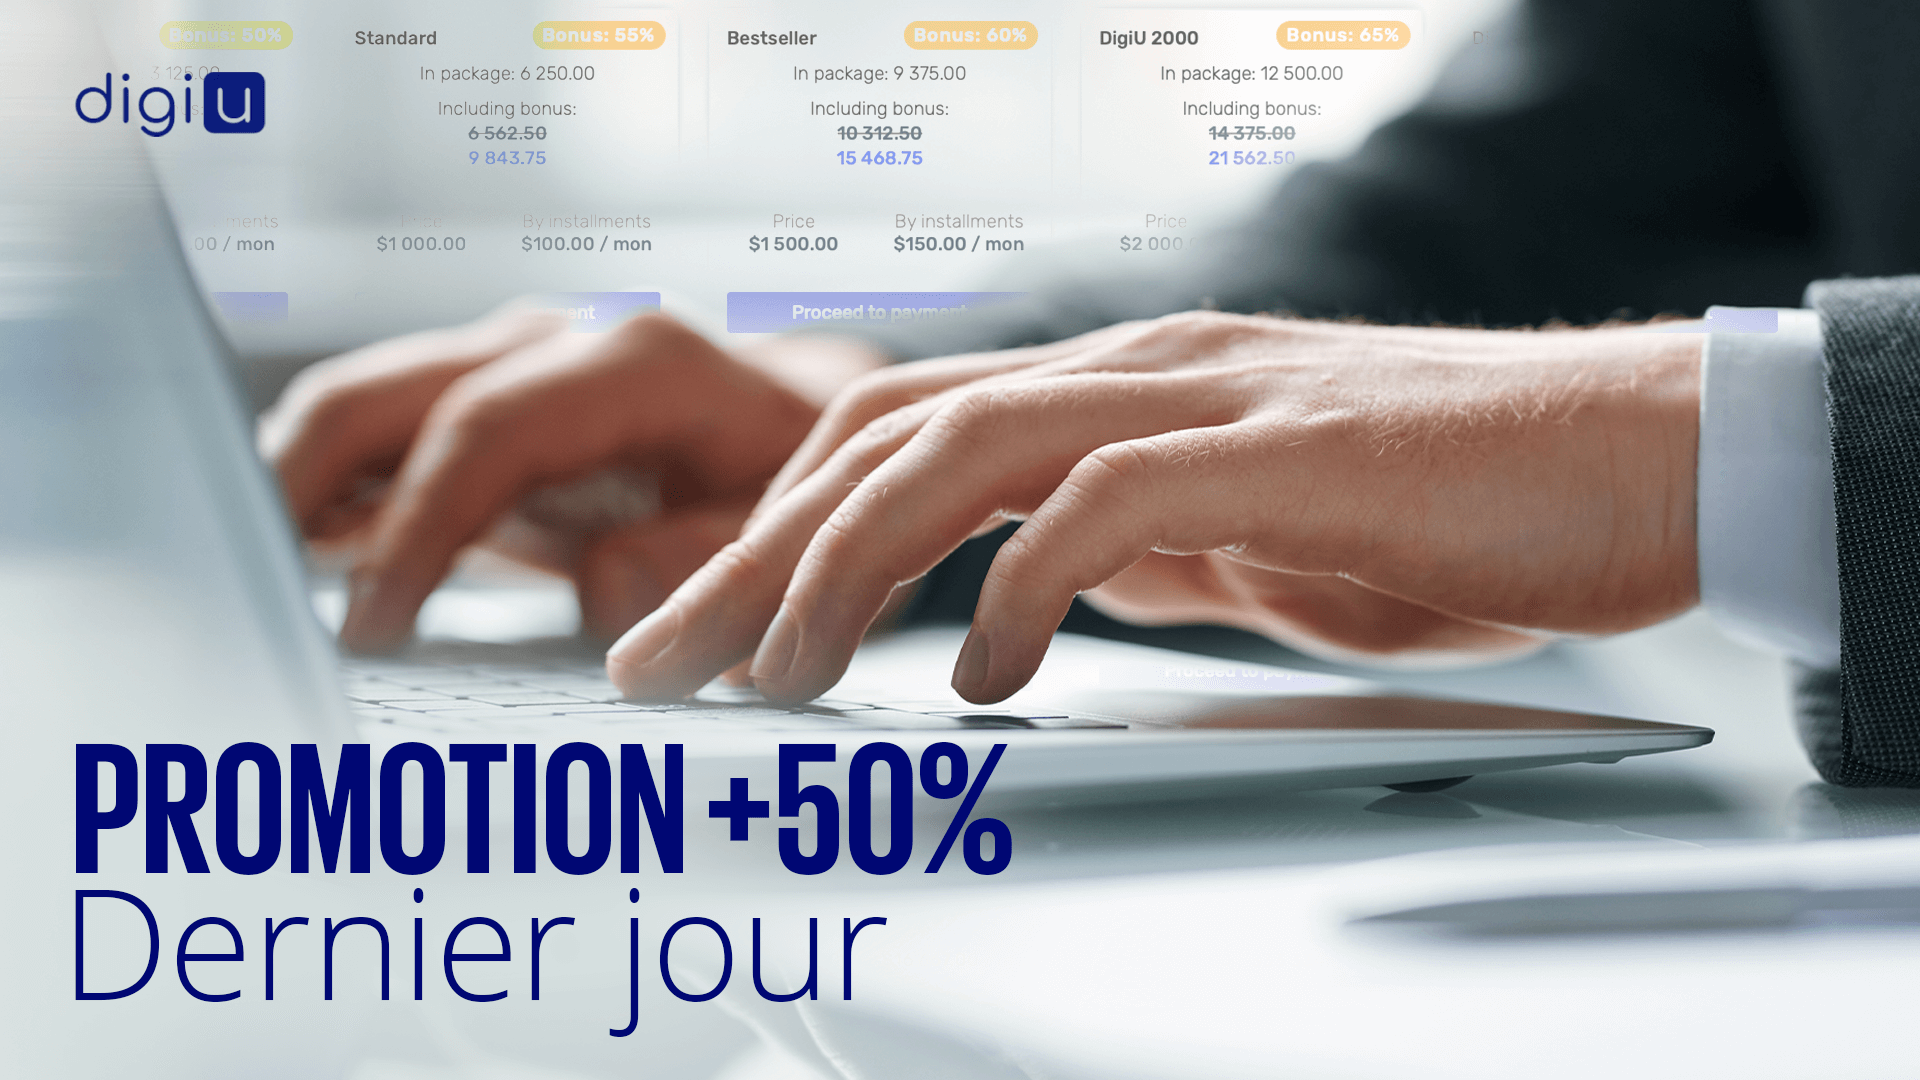 digiU
Bonus: 50%
3 125.00
.00 / mon
Standard
Bonus: 55%
In package: 6 250.00
Including bonus:
6 562.50
9 843.75
Price
By installments
$1 000.00
$100.00 / mon
Bestseller
Bonus: 60%
In package: 9 375.00
Including bonus:
10 312.50
15 468.75
Price
By installments
$1 500.00
$150.00 / mon
Proceed to payment
DigiU 2000
Bonus: 65%
In package: 12 500.00
Including bonus:
14 375.00
21 562.50
Price
$2 000
PROMOTION +50%
Dernier jour